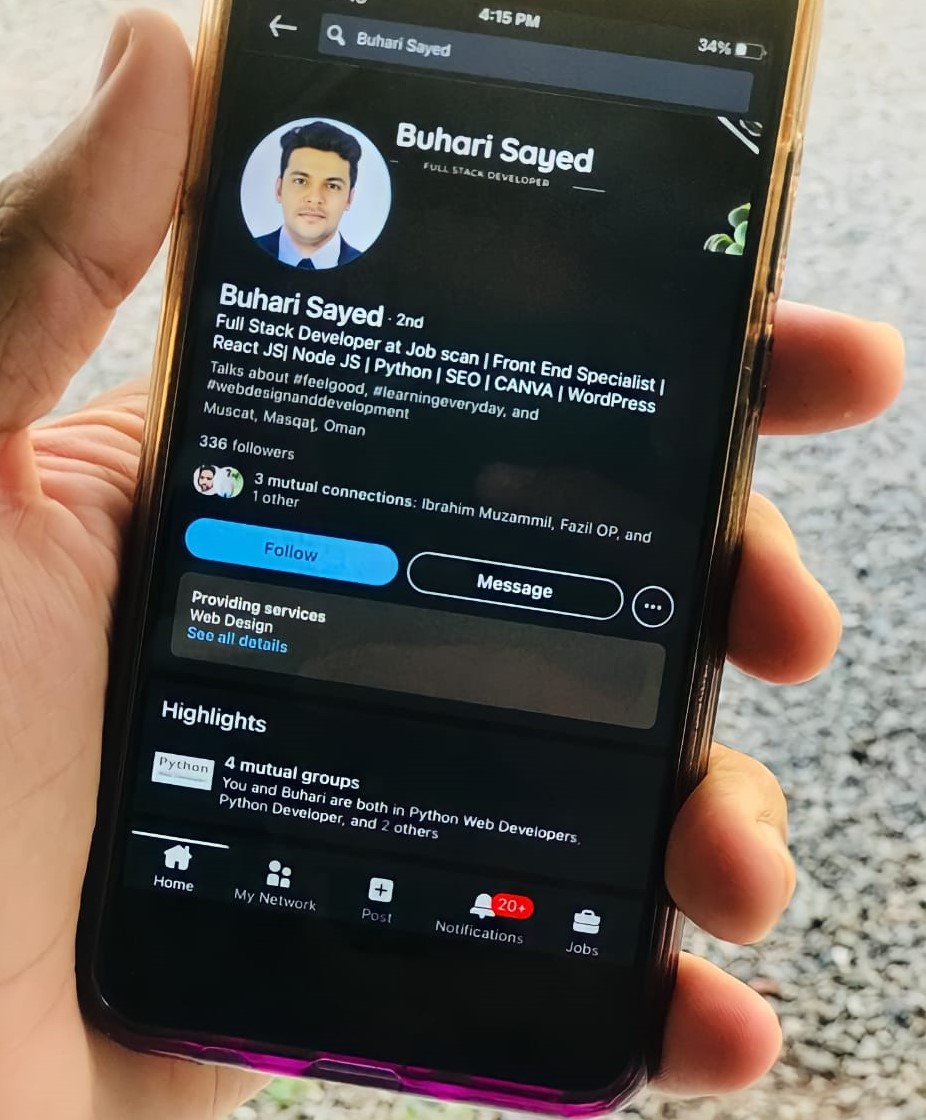 4:15 PM
34%
Buhari Sayed
Buhari Sayed
FULL STACK DEVELOPER
Buhari Sayed · 2nd
Full Stack Developer at Job scan | Front End Specialist |
React JS| Node JS | Python | SEO | CANVA | WordPress
Talks about #feelgood, #learningeveryday, and
#webdesignanddevelopment
Muscat, Masqaţ, Oman
336 followers
3 mutual connections: Ibrahim Muzammil, Fazil OP, and
1 other
Follow
Message
Providing services
Web Design
See all details
Highlights
Python
4 mutual groups
You and Buhari are both in Python Web Developers,
Python Developer, and 2 others
Home
My Network
Post
20+
Notifications
Jobs